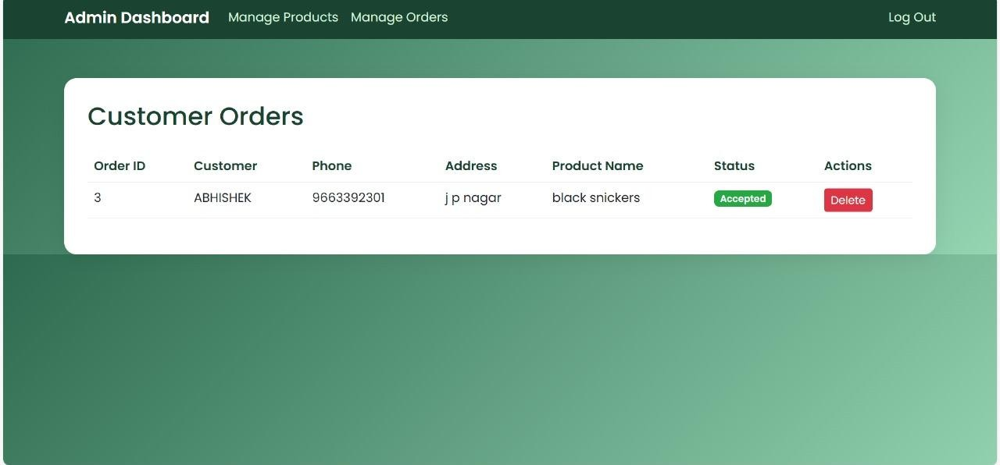 Admin Dashboard Manage Products Manage Orders Log Out
Customer Orders
Order ID Customer Phone Address Product Name Status Actions
3 ABHISHEK 9663392301 j p nagar black snickers Accepted Delete